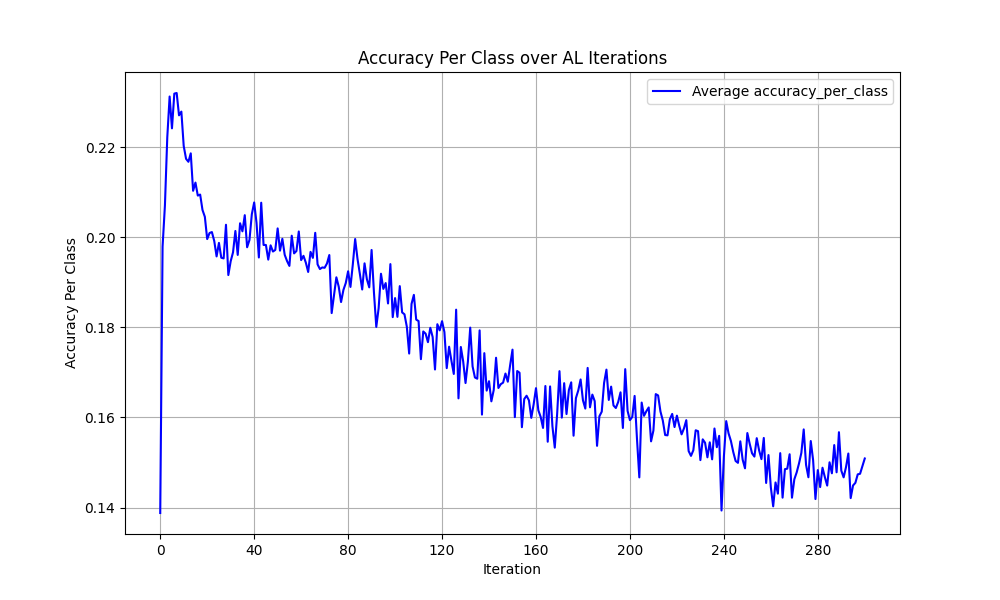 Accuracy Per Class over AL Iterations
Average accuracy_per_class
Accuracy Per Class
0.22
0.20
0.18
0.16
0.14
0 40 80 120 160 200 240 280
Iteration